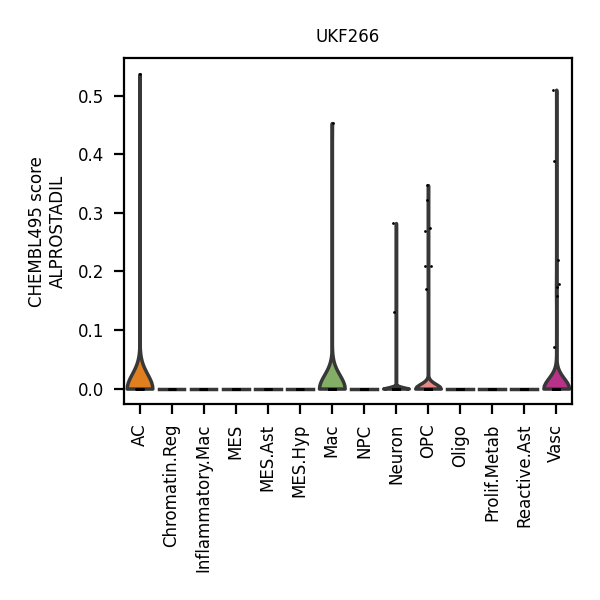 UKF266
CHEMBL495 score
ALPROSTADIL
0.5
0.4
0.3
0.2
0.1
0.0
AC
Chromatin.Reg
Inflammatory.Mac
MES
MES.Ast
MES.Hyp
Mac
NPC
Neuron
OPC
Oligo
Prolif.Metab
Reactive.Ast
Vasc